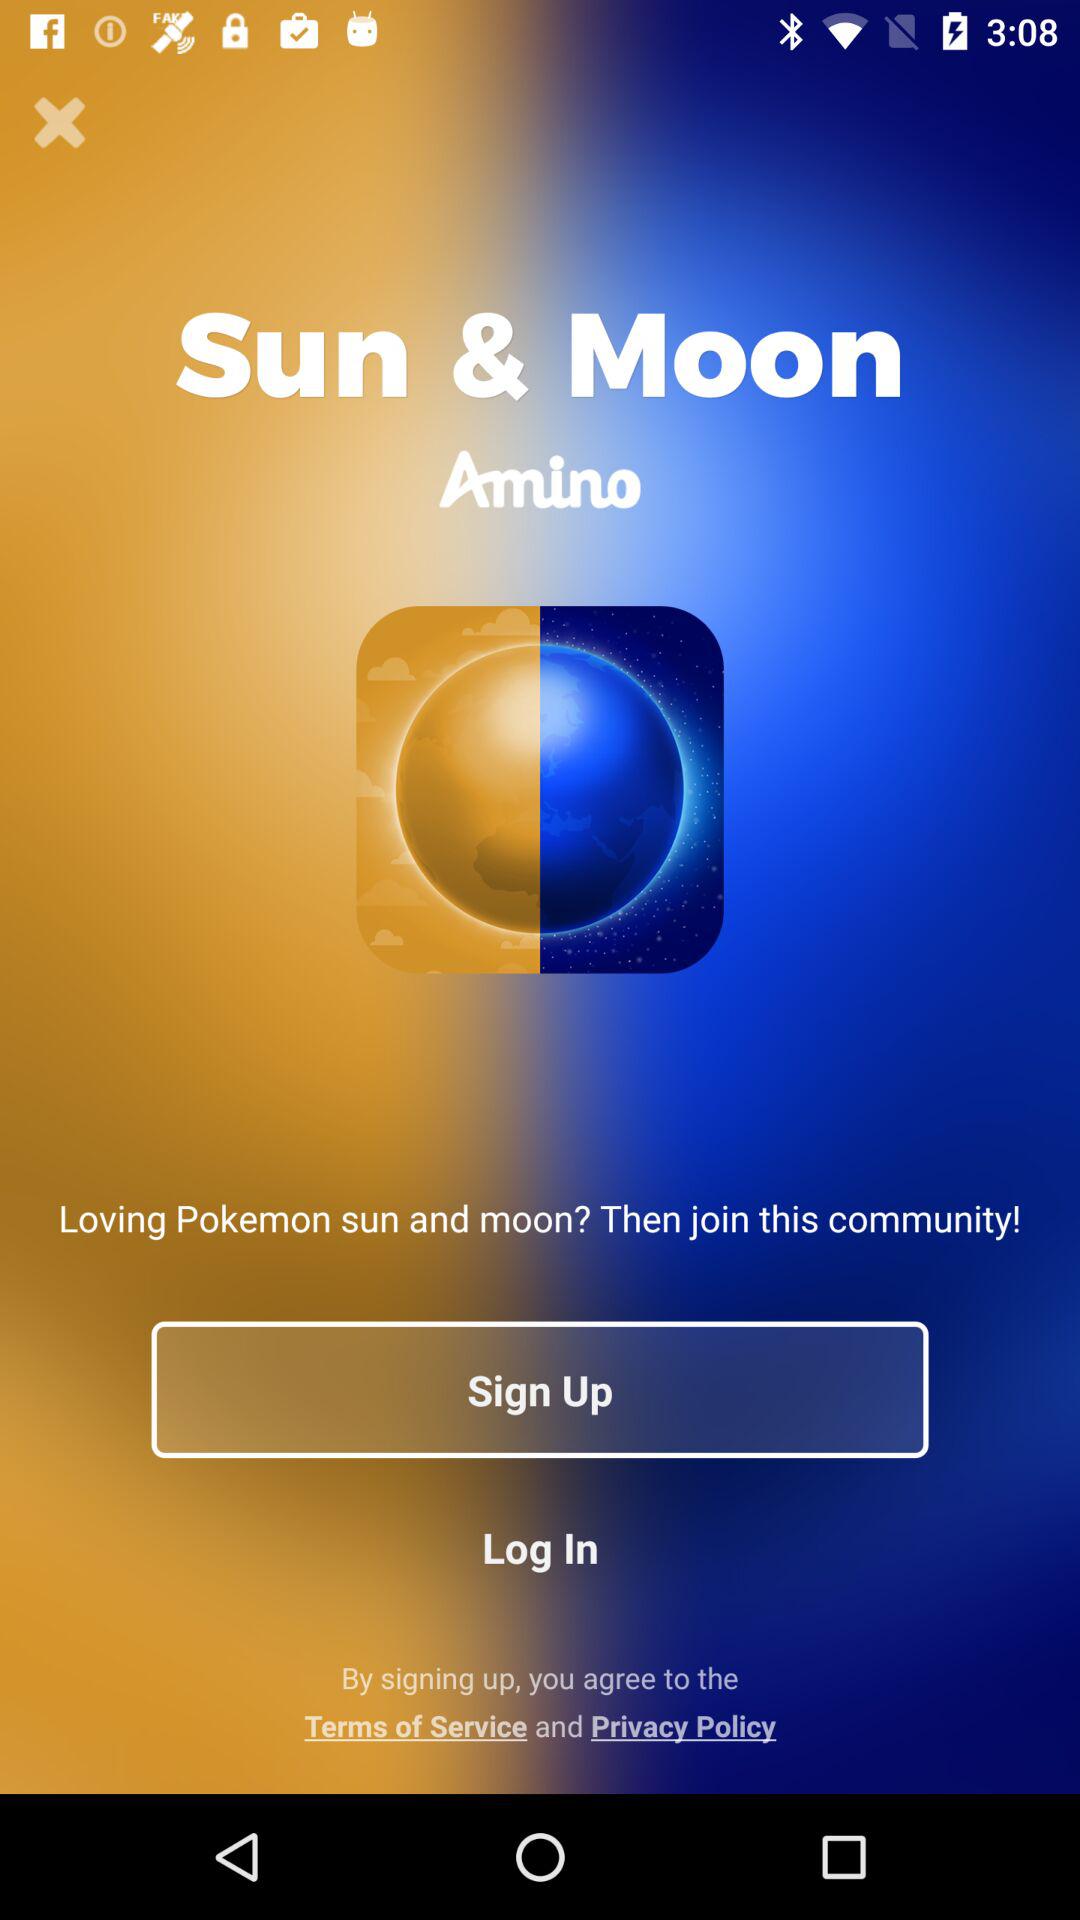 FAKE
3:08
Sun & Moon
Amino
Loving Pokemon sun and moon? Then join this community!
Sign Up
Log In
By signing up, you agree to the
Terms of Service and Privacy Policy